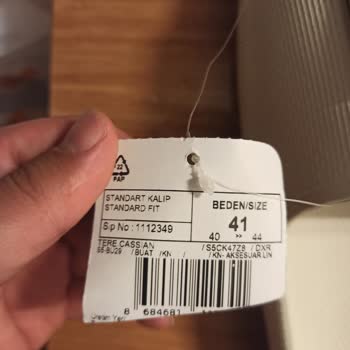 22
PAP
STANDART KALIP
STANDARD FIT
BEDEN/SIZE
41
40 »» 44
Sip No : 1112349
TERE CASSIAN / S5CK47Z8 / DXR
/BUAT /KN / /KN- AKSESUAR LIN
8 684681